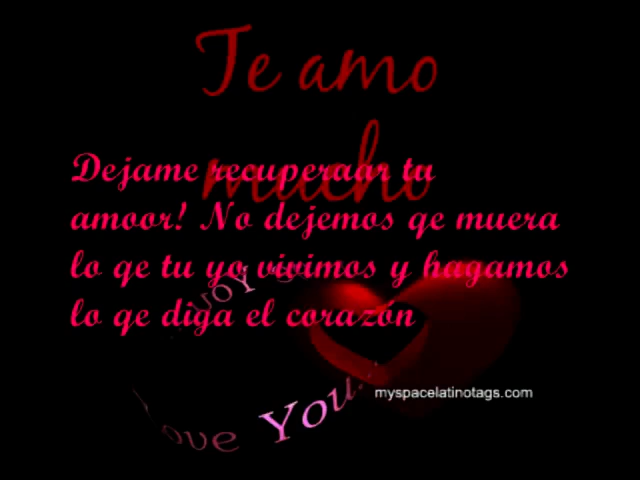 Te amo
mucho
Dejame recuperaar tu
amoor! No dejemos qe muera
lo qe tu yo vivimos y hagamos
lo qe diga el corazón
Love You...
myspacelatinotags.com